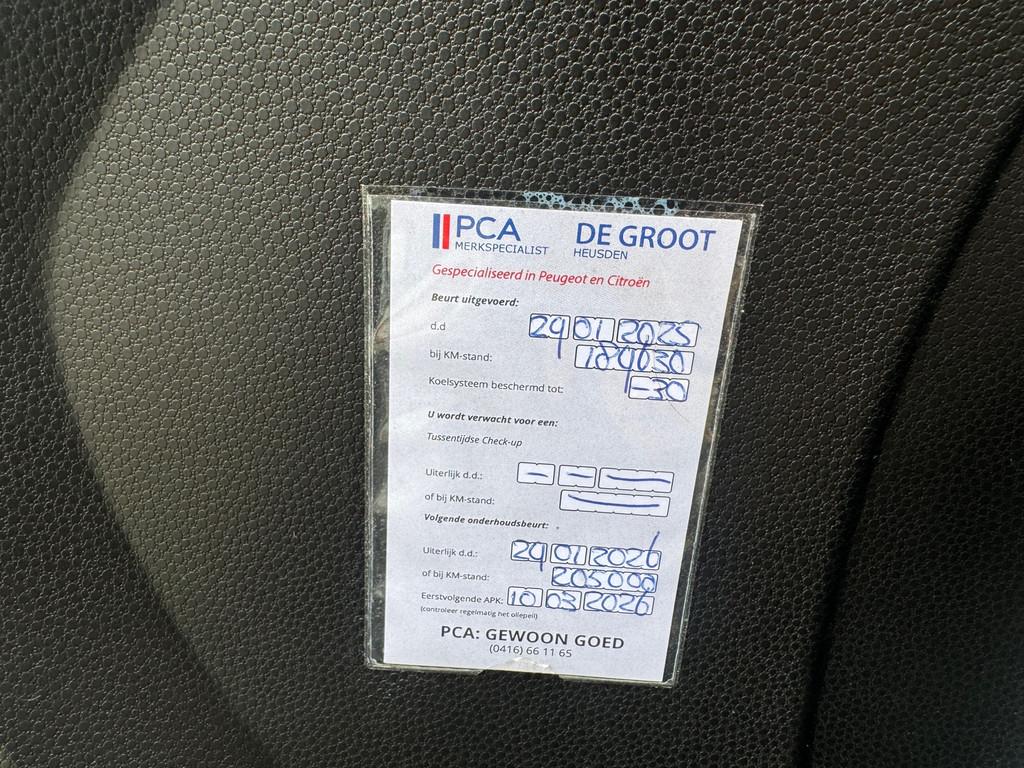 PCA DE GROOT
MERKSPECIALIST HEUSDEN
Gespecialiseerd in Peugeot en Citroën
Beurt uitgevoerd:
d.d 29 01 2025
bij KM-stand: 189030
Koelsysteem beschermd tot: -30
U wordt verwacht voor een:
Tussentijdse Check-up
Uiterlijk d.d.: – – –
of bij KM-stand: –
Volgende onderhoudsbeurt:
Uiterlijk d.d.: 29 01 2026
of bij KM-stand: 205000
Eerstvolgende APK: 10 03 2026
(controleer regelmatig het oliepeil)
PCA: GEWOON GOED
(0416) 66 11 65